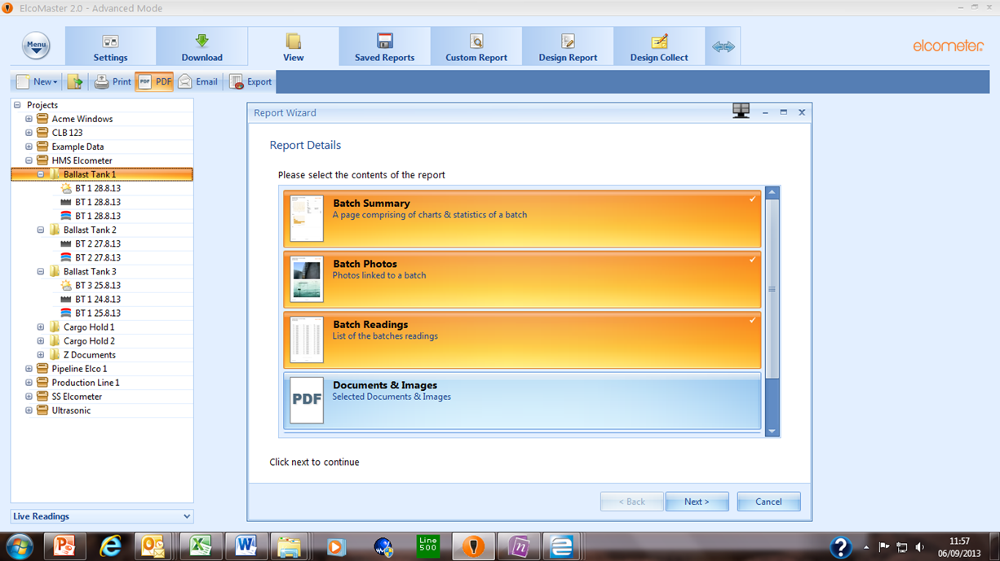 ElcoMaster 2.0 - Advanced Mode
Menu
Settings
Download
View
Saved Reports
Custom Report
Design Report
Design Collect
elcometer
New
Print
PDF
PDF
Email
Export
Projects
Acme Windows
CLB 123
Example Data
HMS Elcometer
Ballast Tank 1
BT 1 28.8.13
BT 1 28.8.13
BT 1 28.8.13
Ballast Tank 2
BT 2 27.8.13
BT 2 27.8.13
Ballast Tank 3
BT 3 25.8.13
BT 1 24.8.13
BT 1 25.8.13
Cargo Hold 1
Cargo Hold 2
Z Documents
Pipeline Elco 1
Production Line 1
SS Elcometer
Ultrasonic
Live Readings
Report Wizard
Report Details
Please select the contents of the report
Batch Summary
A page comprising of charts & statistics of a batch
Batch Photos
Photos linked to a batch
Batch Readings
List of the batches readings
PDF
Documents & Images
Selected Documents & Images
Click next to continue
< Back
Next >
Cancel
Line
500
11:57
06/09/2013